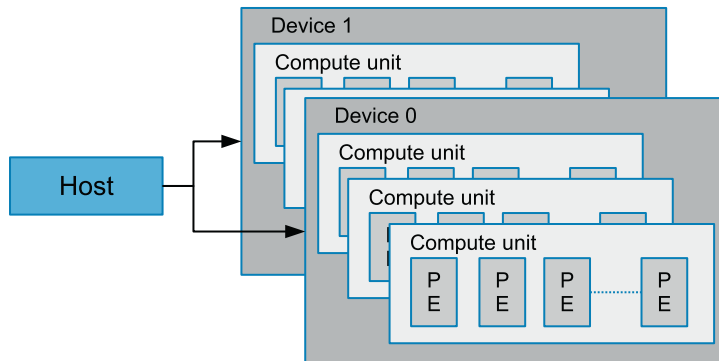 Device 1
Compute unit
Device 0
Compute unit
Host
Compute unit
Compute unit
P P P P
E E E E